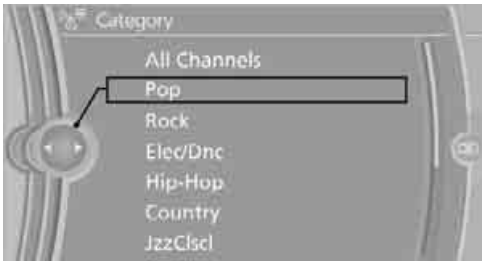 Category
All Channels
Pop
Rock
Elec/Dnc
Hip-Hop
Country
JzzClscl